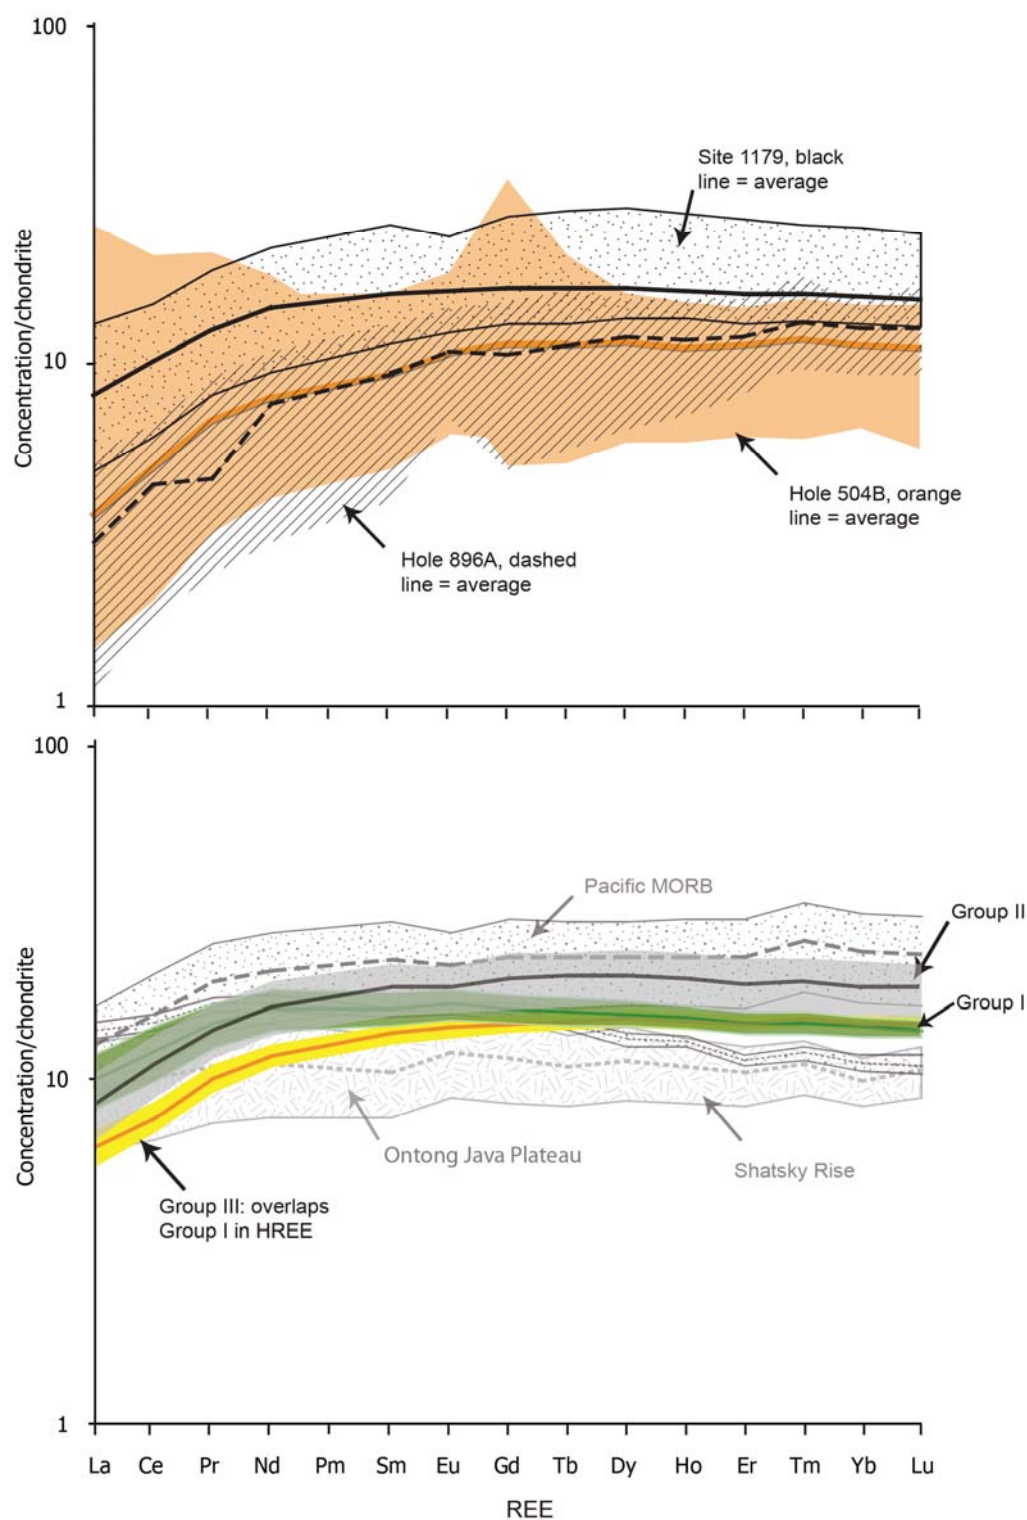 100
Site 1179, black
line = average
Concentration/chondrite
10
Hole 504B, orange
line = average
Hole 896A, dashed
line = average
1
100
Pacific MORB
Group II
Group I
Concentration/chondrite
10
Ontong Java Plateau
Shatsky Rise
Group III: overlaps
Group I in HREE
1
La Ce Pr Nd Pm Sm Eu Gd Tb Dy Ho Er Tm Yb Lu
REE